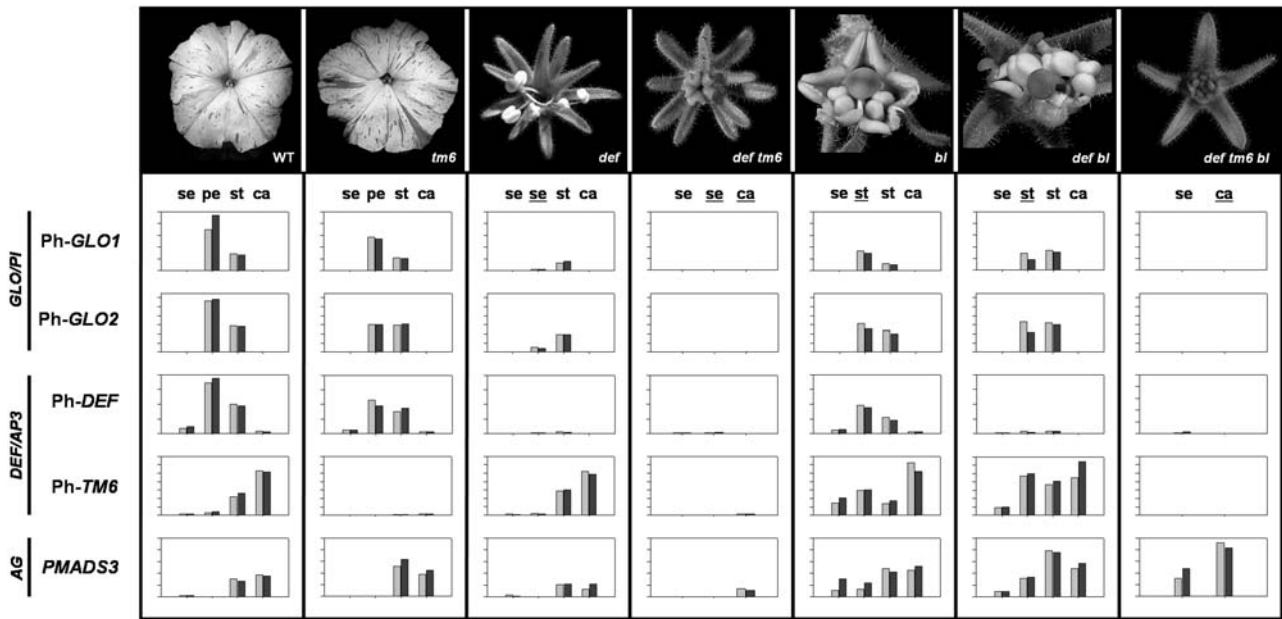 WT tm6 def def tm6 bl def bl def tm6 bl
se pe st ca se pe st ca se se st ca se se ca se st st ca se st st ca se ca
GLO/PI
Ph-GLO1
Ph-GLO2
DEF/AP3
Ph-DEF
Ph-TM6
AG
PMADS3